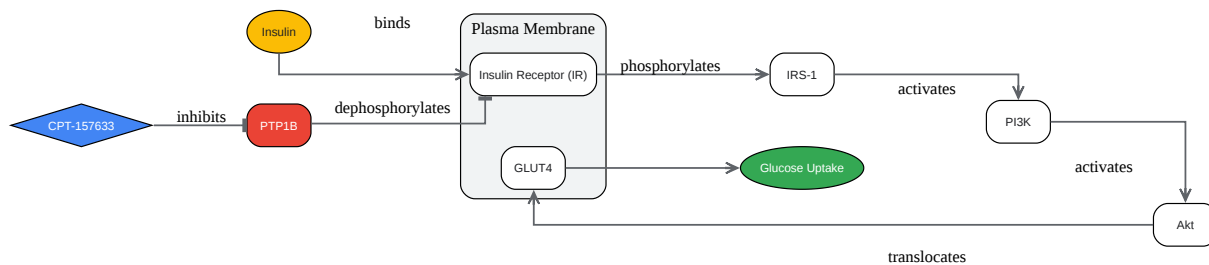 binds
Insulin
Plasma Membrane
Insulin Receptor (IR)
phosphorylates
IRS-1
activates
inhibits
dephosphorylates
CPT-157633
PTP1B
PI3K
GLUT4
Glucose Uptake
activates
Akt
translocates